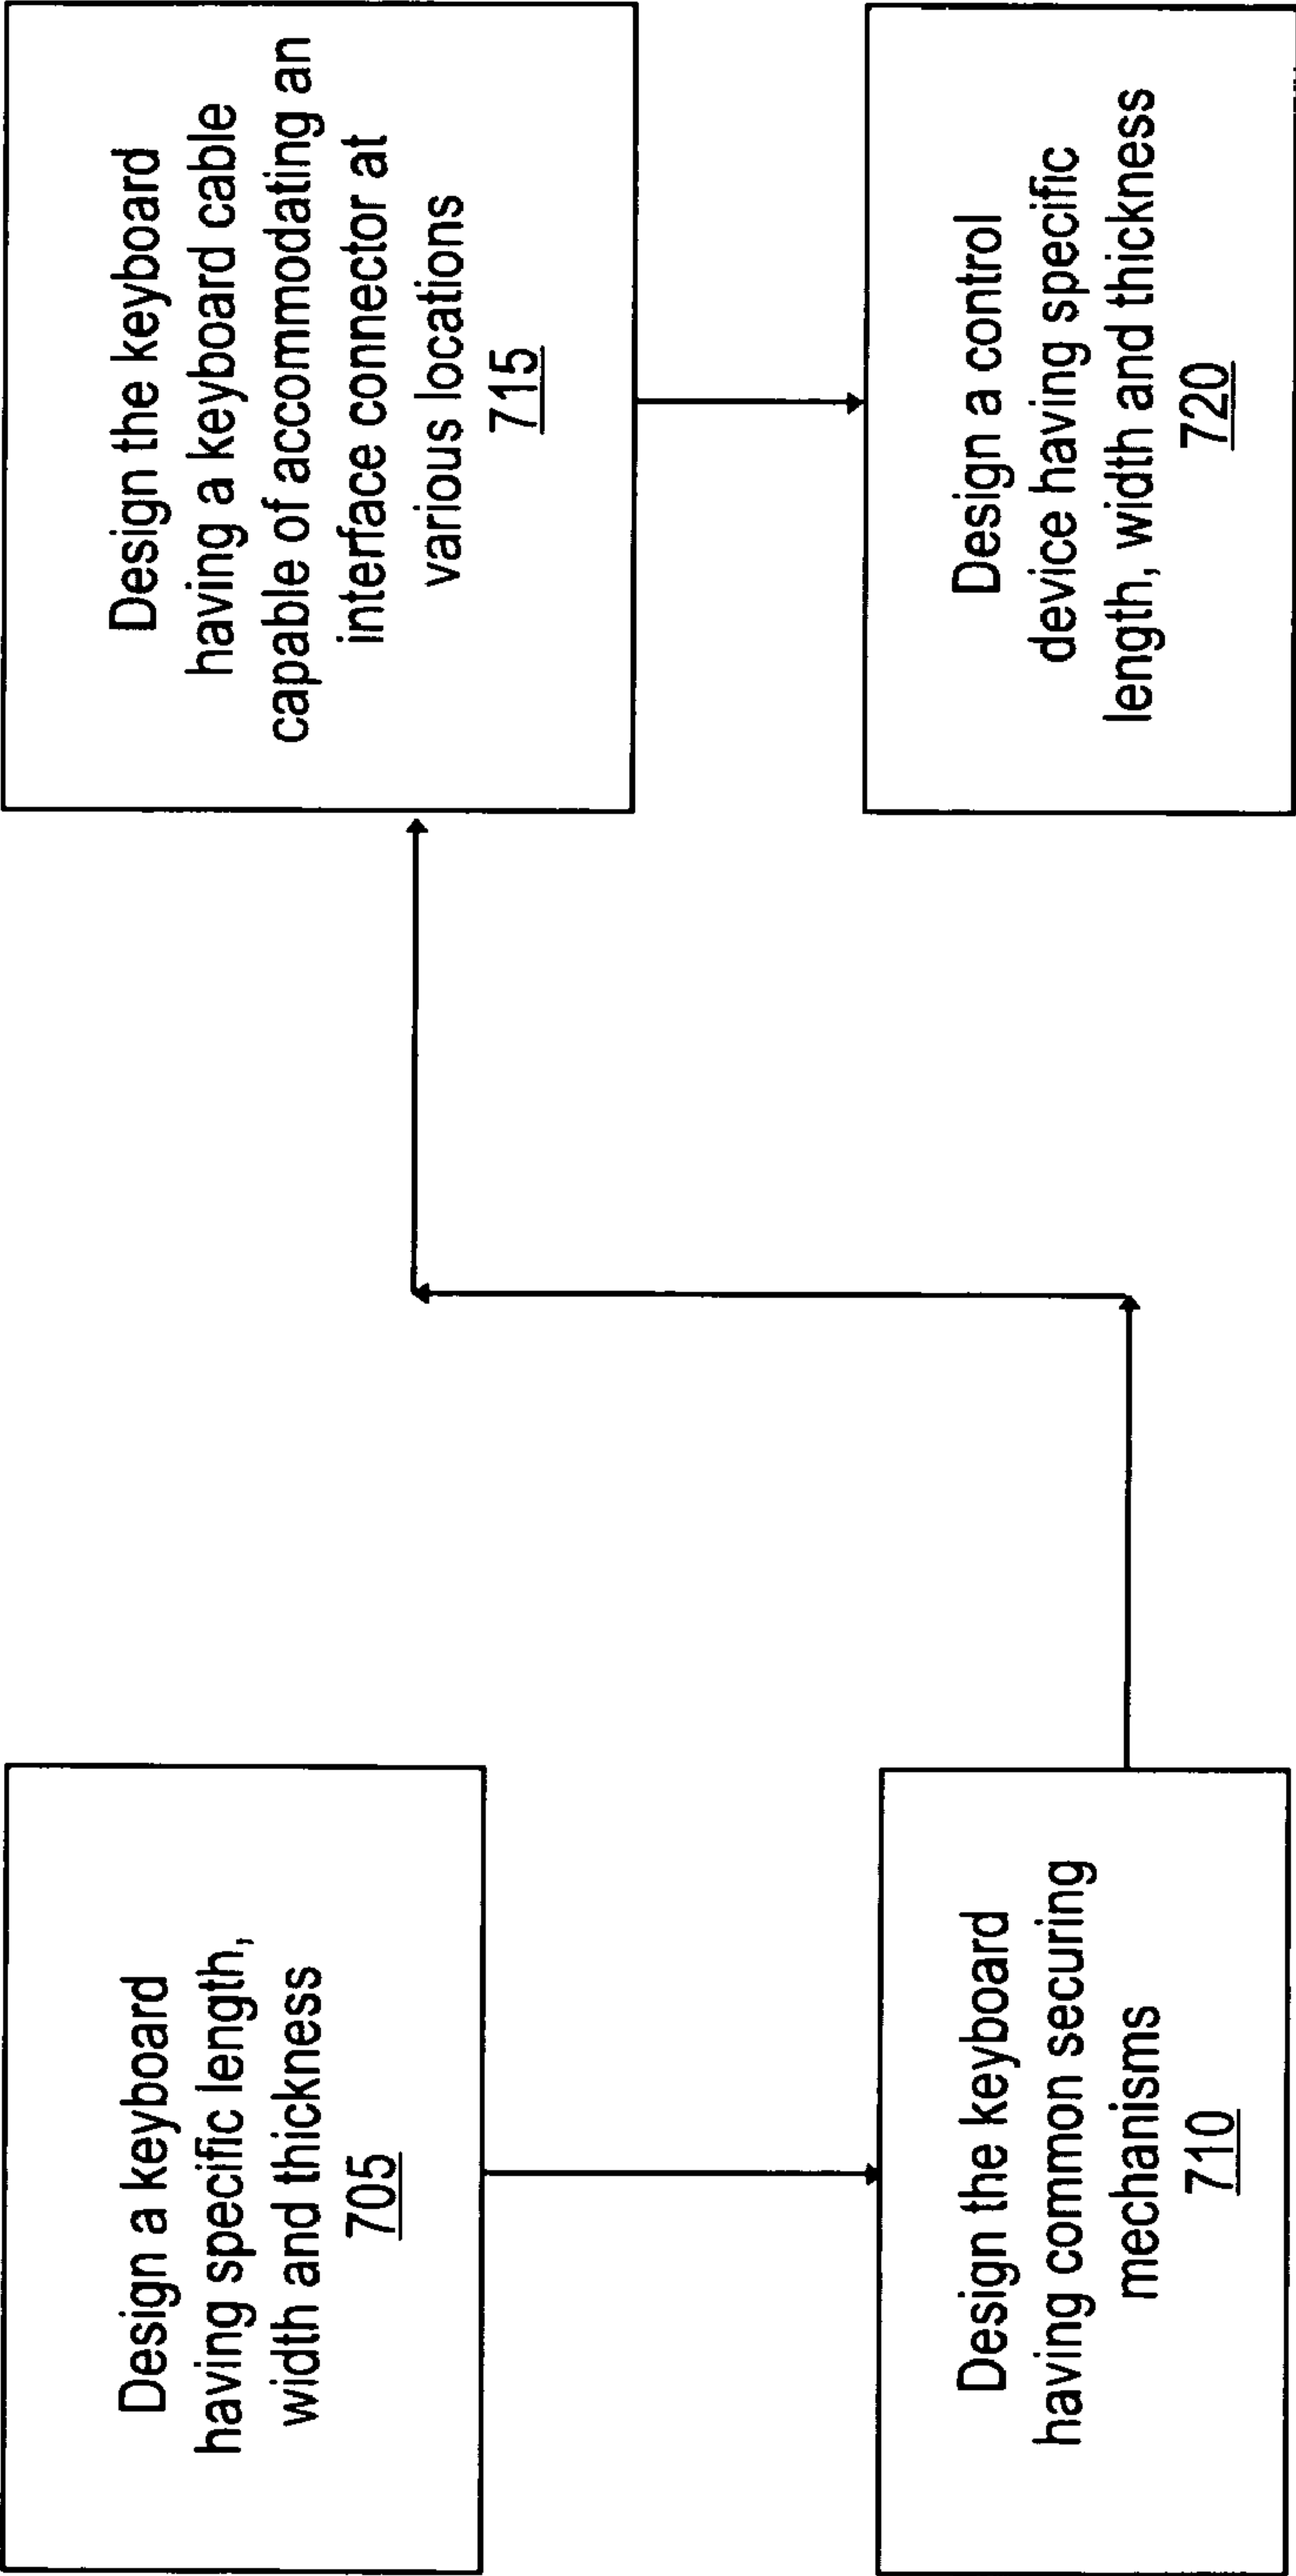 Design a keyboard
having specific length,
width and thickness
705
Design the keyboard
having common securing
mechanisms
710
Design the keyboard
having a keyboard cable
capable of accommodating an
interface connector at
various locations
715
Design a control
device having specific
length, width and thickness
720